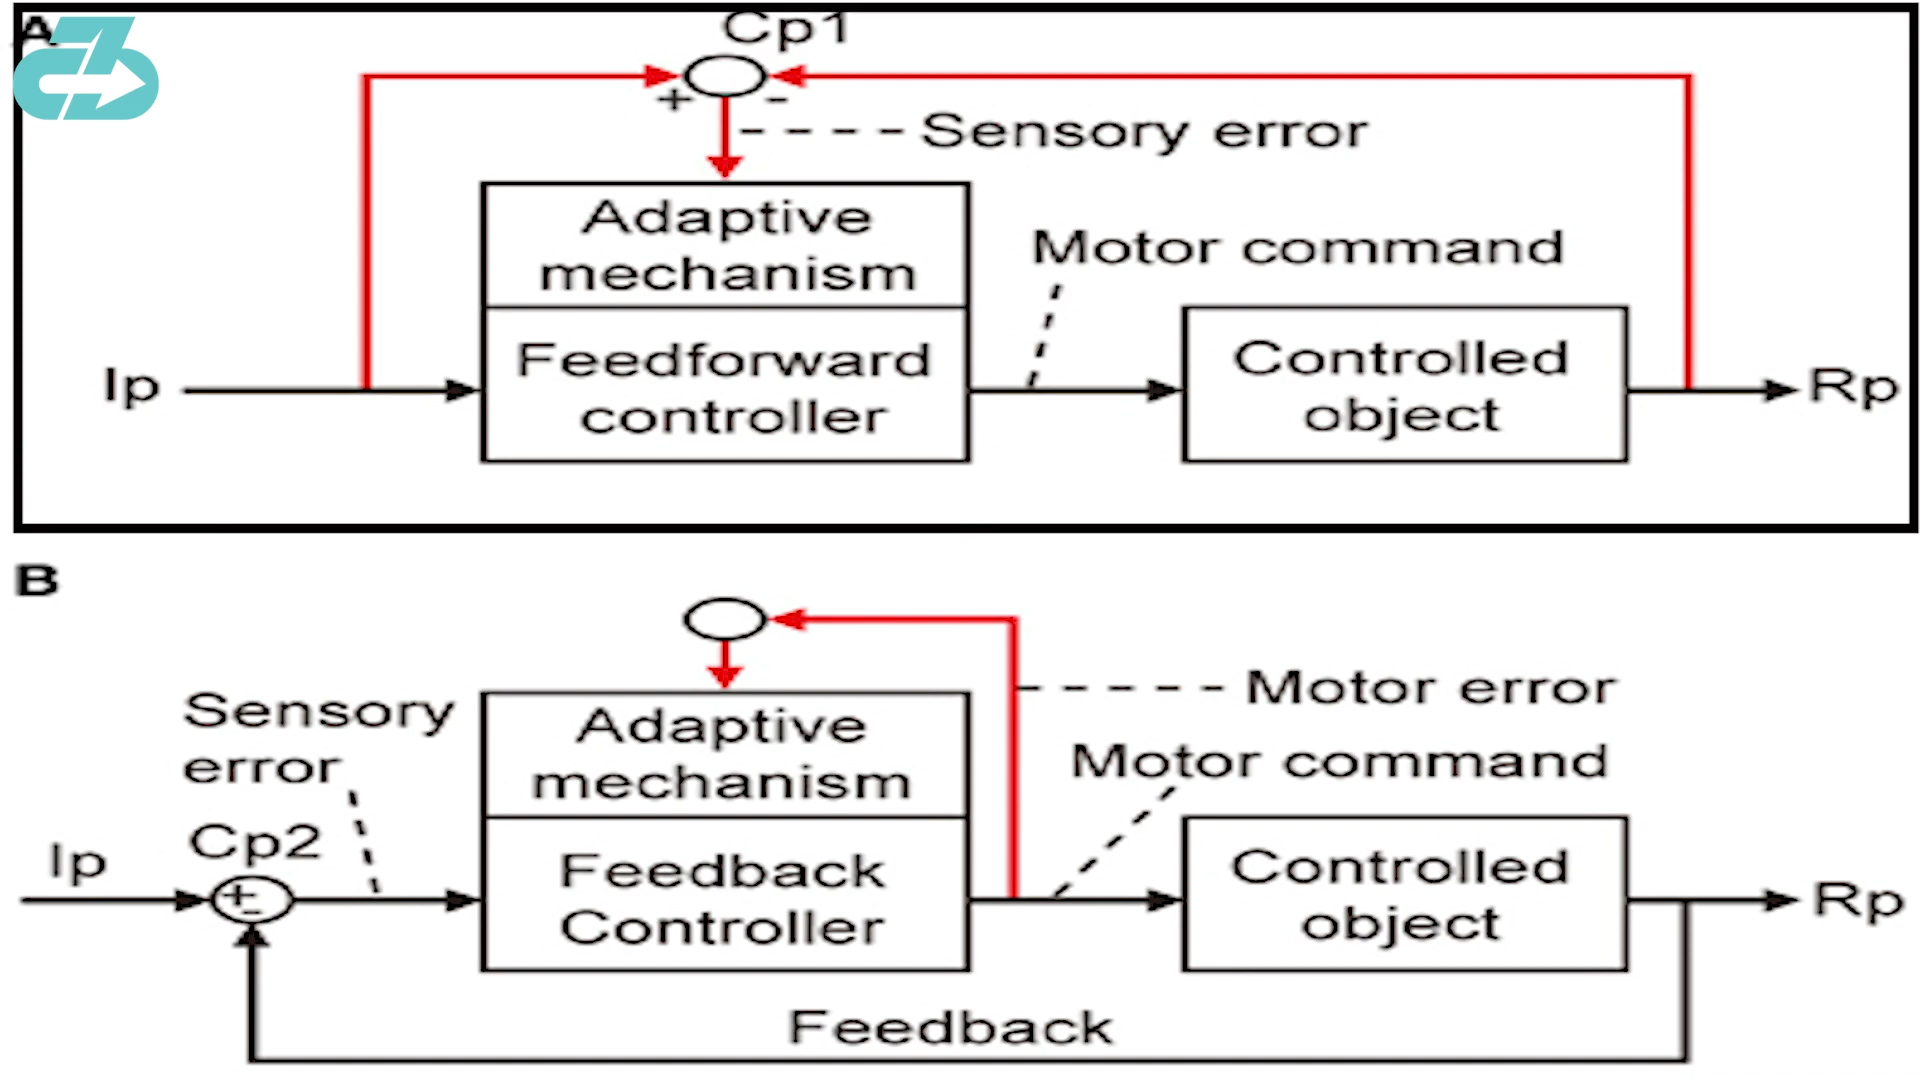 A
Cp1
+ -
Sensory error
Adaptive
mechanism
Motor command
Feedforward
controller
Controlled
object
Ip
Rp
B
Motor error
Sensory
error
Adaptive
mechanism
Motor command
Cp2
Ip
+
-
Feedback
Controller
Controlled
object
Rp
Feedback